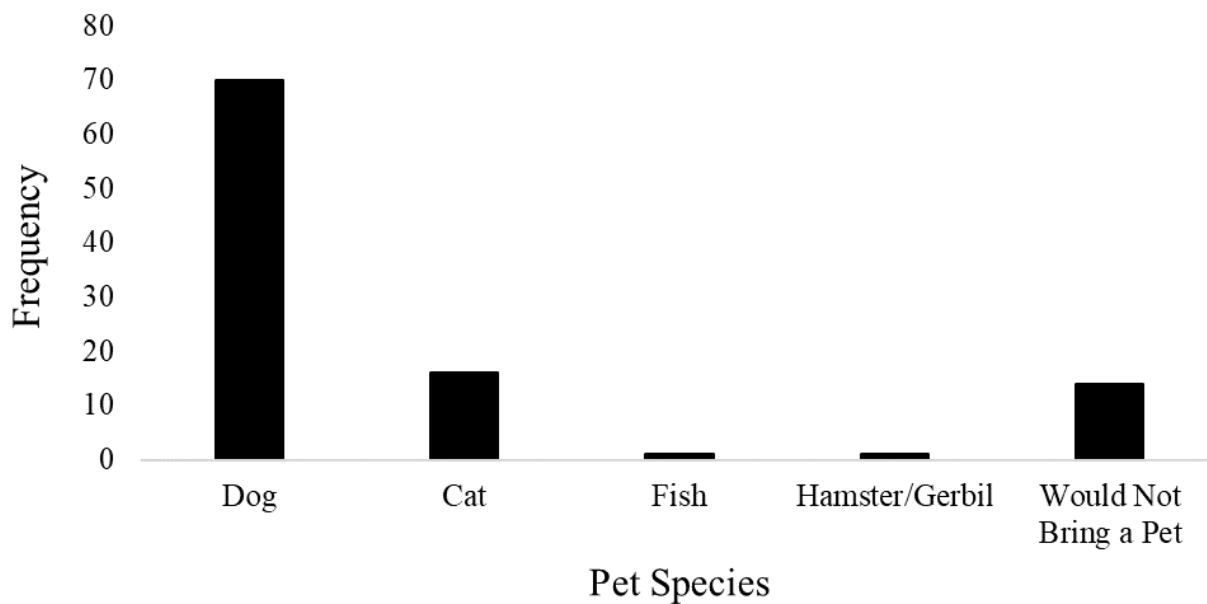 80
70
60
50
40
30
20
10
0
Frequency
Dog
Cat
Fish
Hamster/Gerbil
Would Not
Bring a Pet
Pet Species